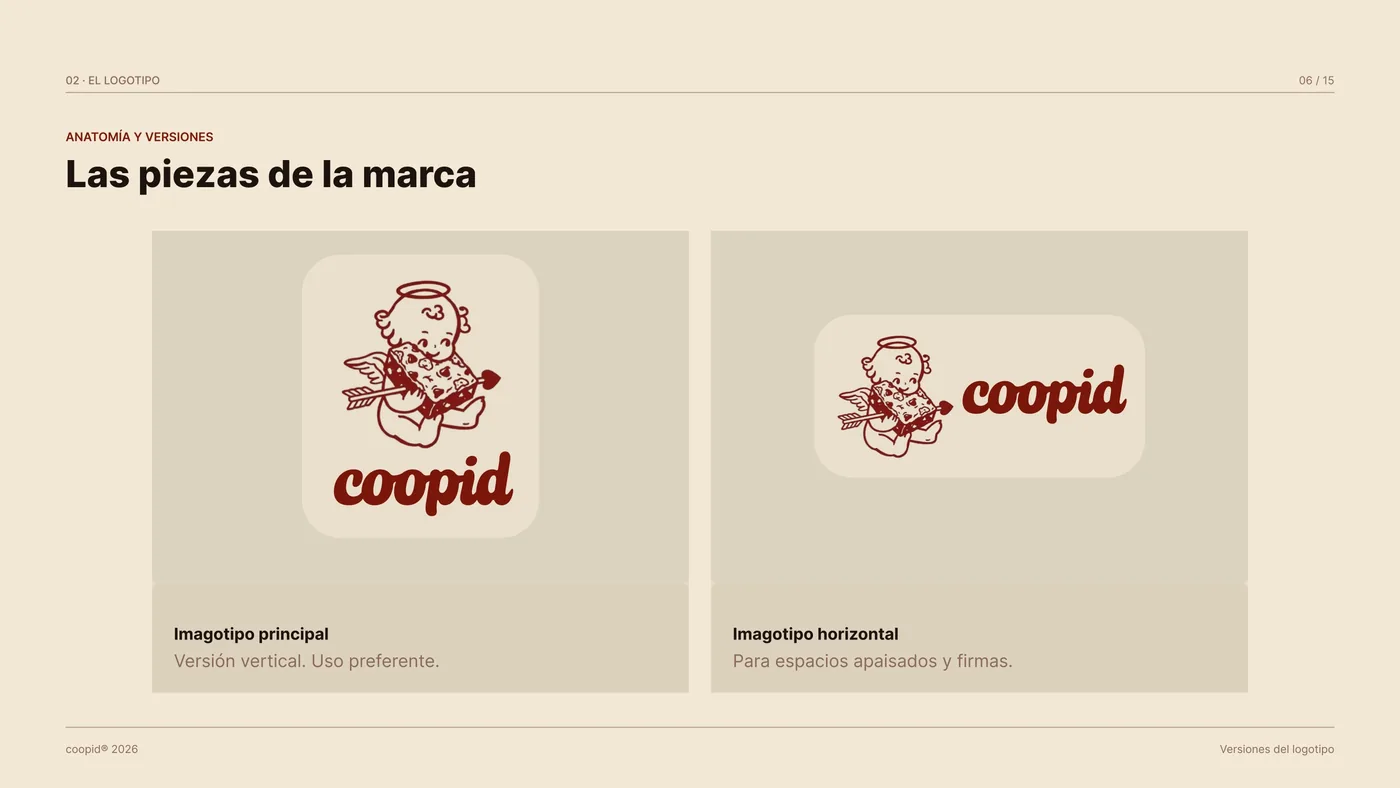 02 · EL LOGOTIPO
06 / 15
ANATOMÍA Y VERSIONES
Las piezas de la marca
coopid
coopid
Imagotipo principal
Versión vertical. Uso preferente.
Imagotipo horizontal
Para espacios apaisados y firmas.
coopid® 2026
Versiones del logotipo